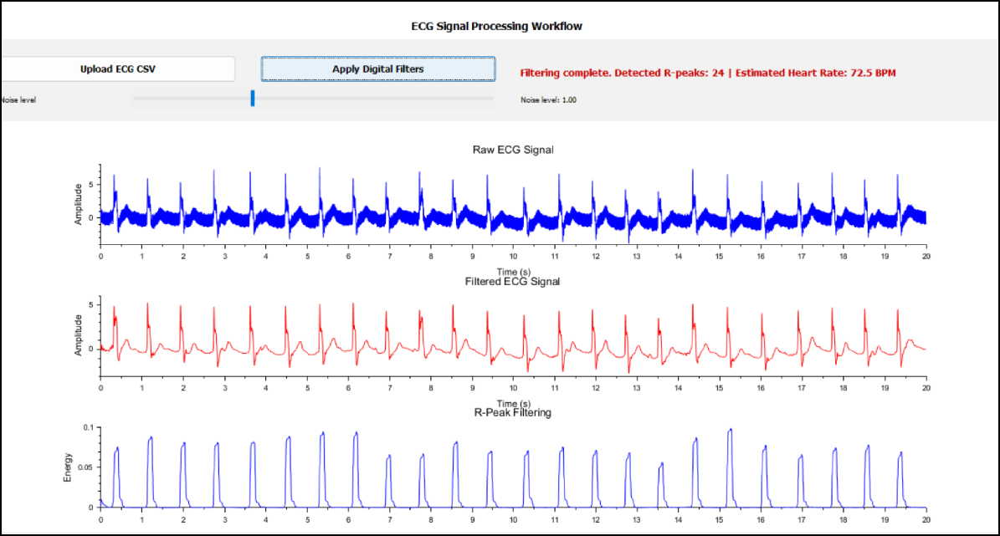 ECG Signal Processing Workflow
Upload ECG CSV
Apply Digital Filters
Filtering complete. Detected R-peaks: 24 | Estimated Heart Rate: 72.5 BPM
Noise level
Noise level: 1.00
Raw ECG Signal
Amplitude
5
0
0 1 2 3 4 5 6 7 8 9 10 11 12 13 14 15 16 17 18 19 20
Time (s)
Filtered ECG Signal
Amplitude
5
0
0 1 2 3 4 5 6 7 8 9 10 11 12 13 14 15 16 17 18 19 20
Time (s)
R-Peak Filtering
Energy
0.1
0.05
0
0 1 2 3 4 5 6 7 8 9 10 11 12 13 14 15 16 17 18 19 20